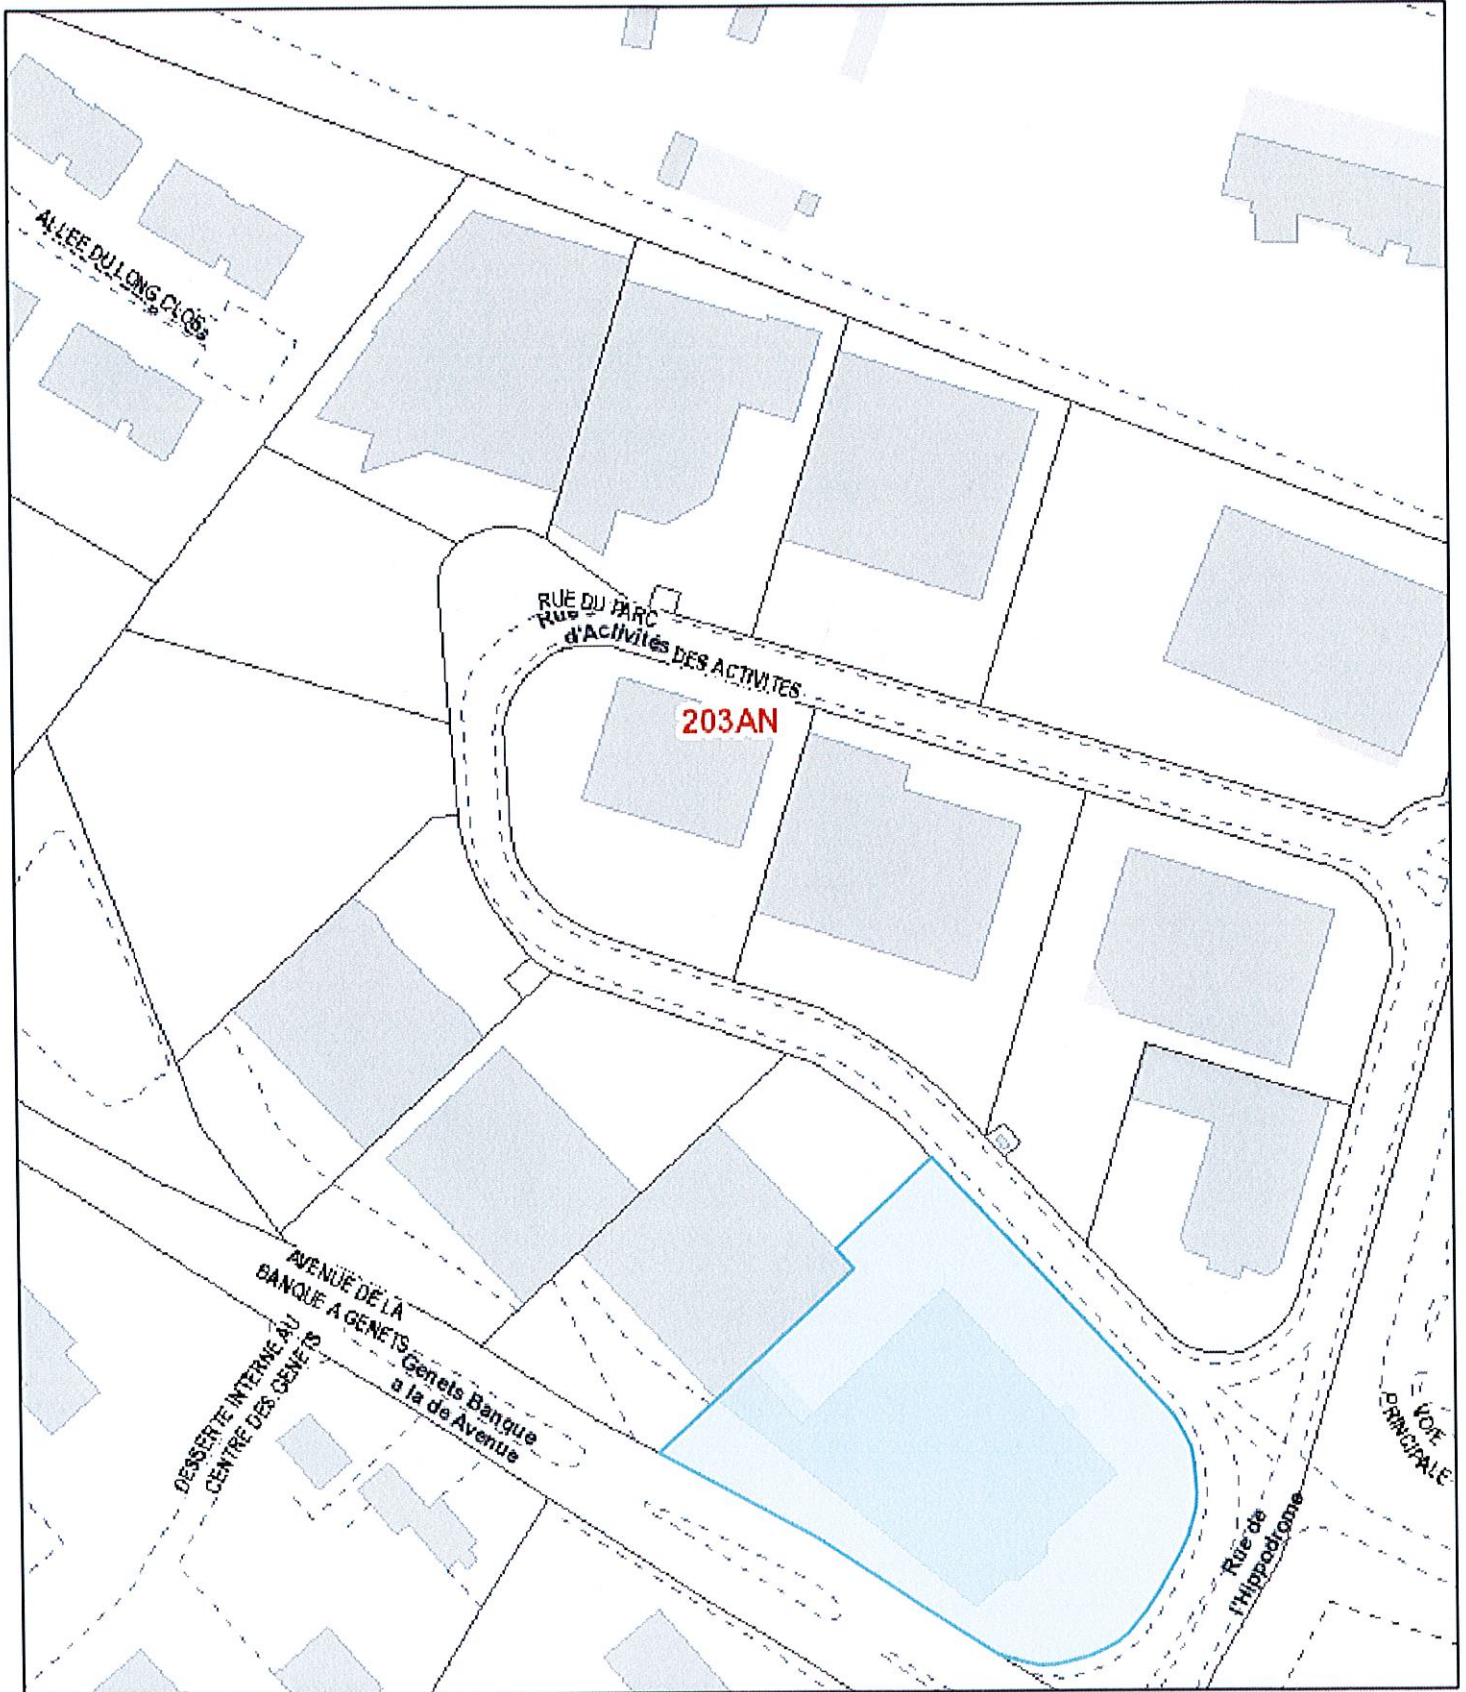 ALLEE DU LONG CLOS
RUE DU PARC
Rue
d'Activités DES ACTIVITES
203AN
AVENUE DE LA
BANQUE A GENETS
Genets Banque
a la de Avenue
DESSERTE INTERNE AU
CENTRE DES GENETS
VOIE
PRINCIPALE
Rue de
l'Hippodrome